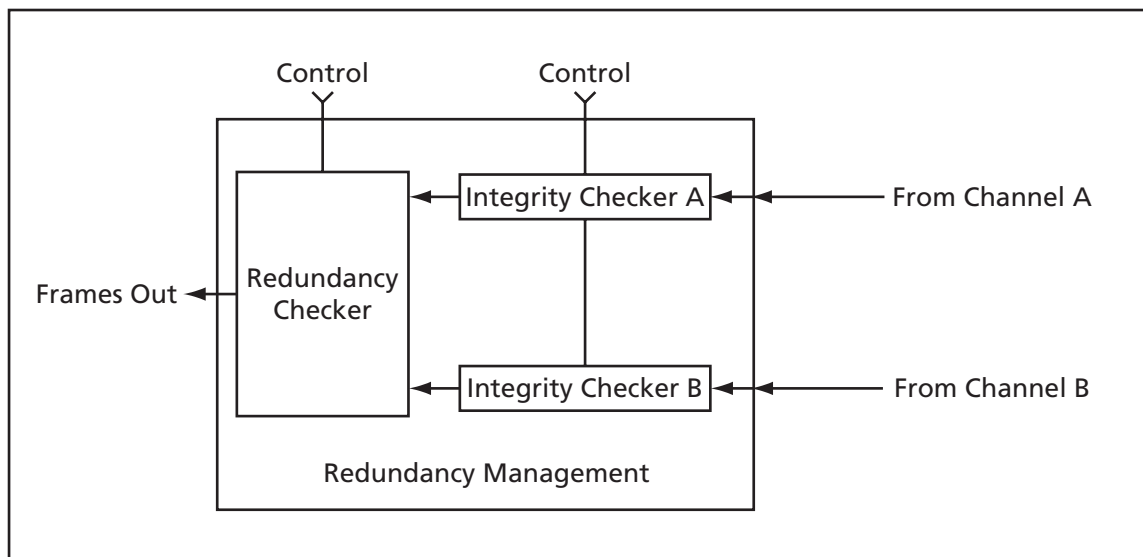 Control
Control
Integrity Checker A
From Channel A
Redundancy
Checker
Frames Out
Integrity Checker B
From Channel B
Redundancy Management